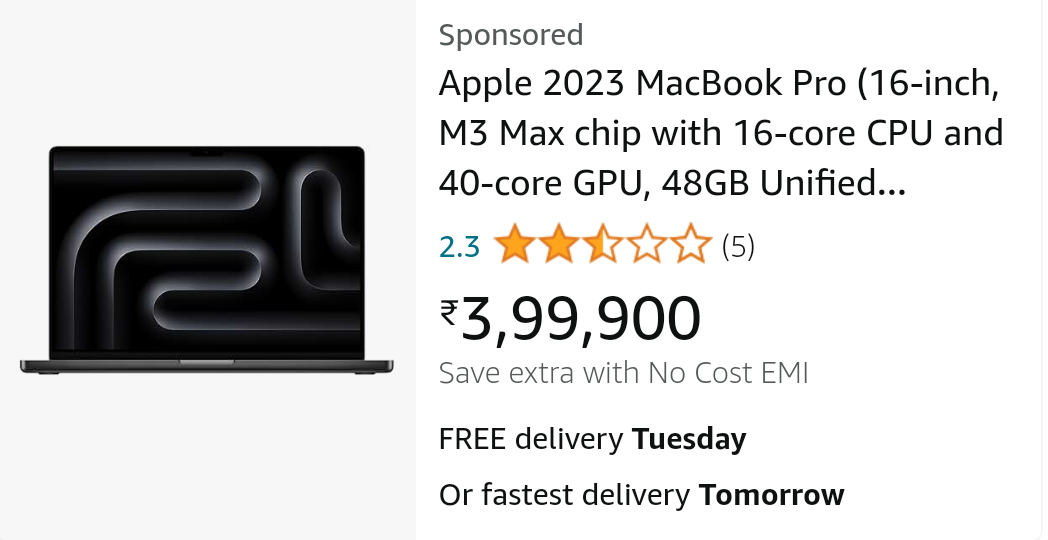 Sponsored
Apple 2023 MacBook Pro (16-inch,
M3 Max chip with 16-core CPU and
40-core GPU, 48GB Unified...
2.3 (5)
₹3,99,900
Save extra with No Cost EMI
FREE delivery Tuesday
Or fastest delivery Tomorrow